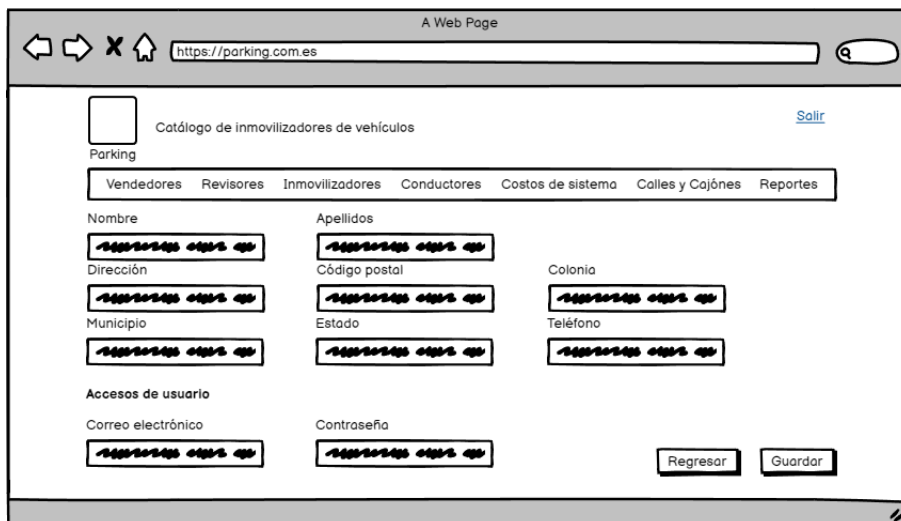 A Web Page
https://parking.com.es
Salir
Catálogo de inmovilizadores de vehículos
Parking
Vendedores Revisores Inmovilizadores Conductores Costos de sistema Calles y Cajónes Reportes
Nombre Apellidos
Dirección Código postal Colonia
Municipio Estado Teléfono
Accesos de usuario
Correo electrónico Contraseña
Regresar Guardar